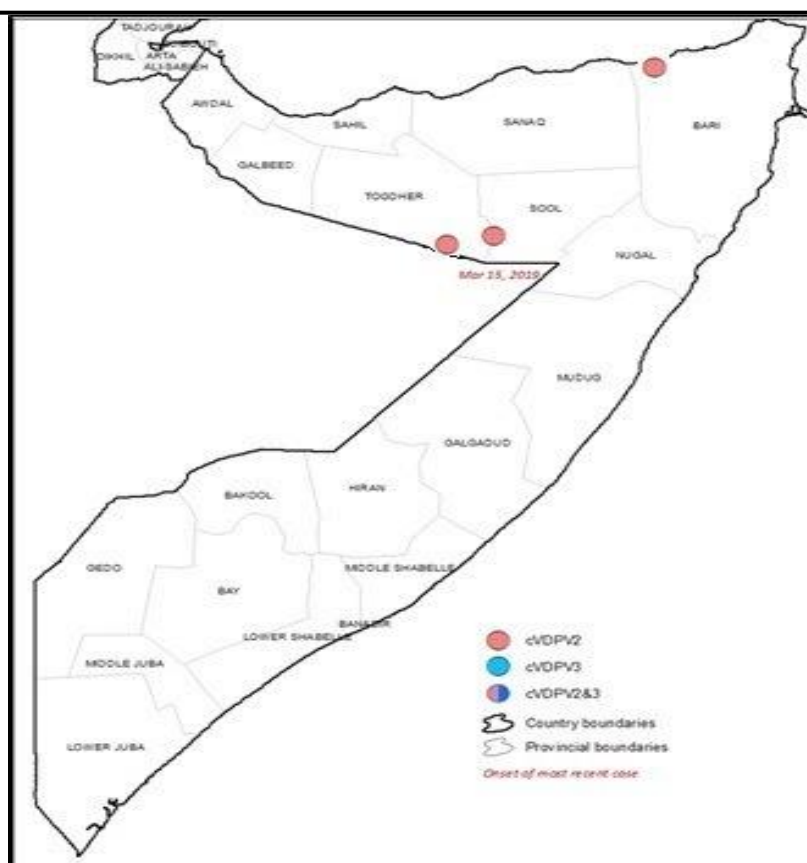 TADJOURAH
DIKHIL
ARTA
ALI-SABIEH
AWDAL
SAHIL
SANAQ
BARI
GALBEED
TOGDHER
SOOL
NUGAL
Mar 15, 2019
MUDUG
GALGADUD
HIRAN
BAKOOL
GEDO
MIDDLE SHABELLE
BAY
BANADIR
LOWER SHABELLE
MIDDLE JUBA
LOWER JUBA
cVDPV2
cVDPV3
cVDPV2&3
Country boundaries
Provincial boundaries
Onset of most recent case